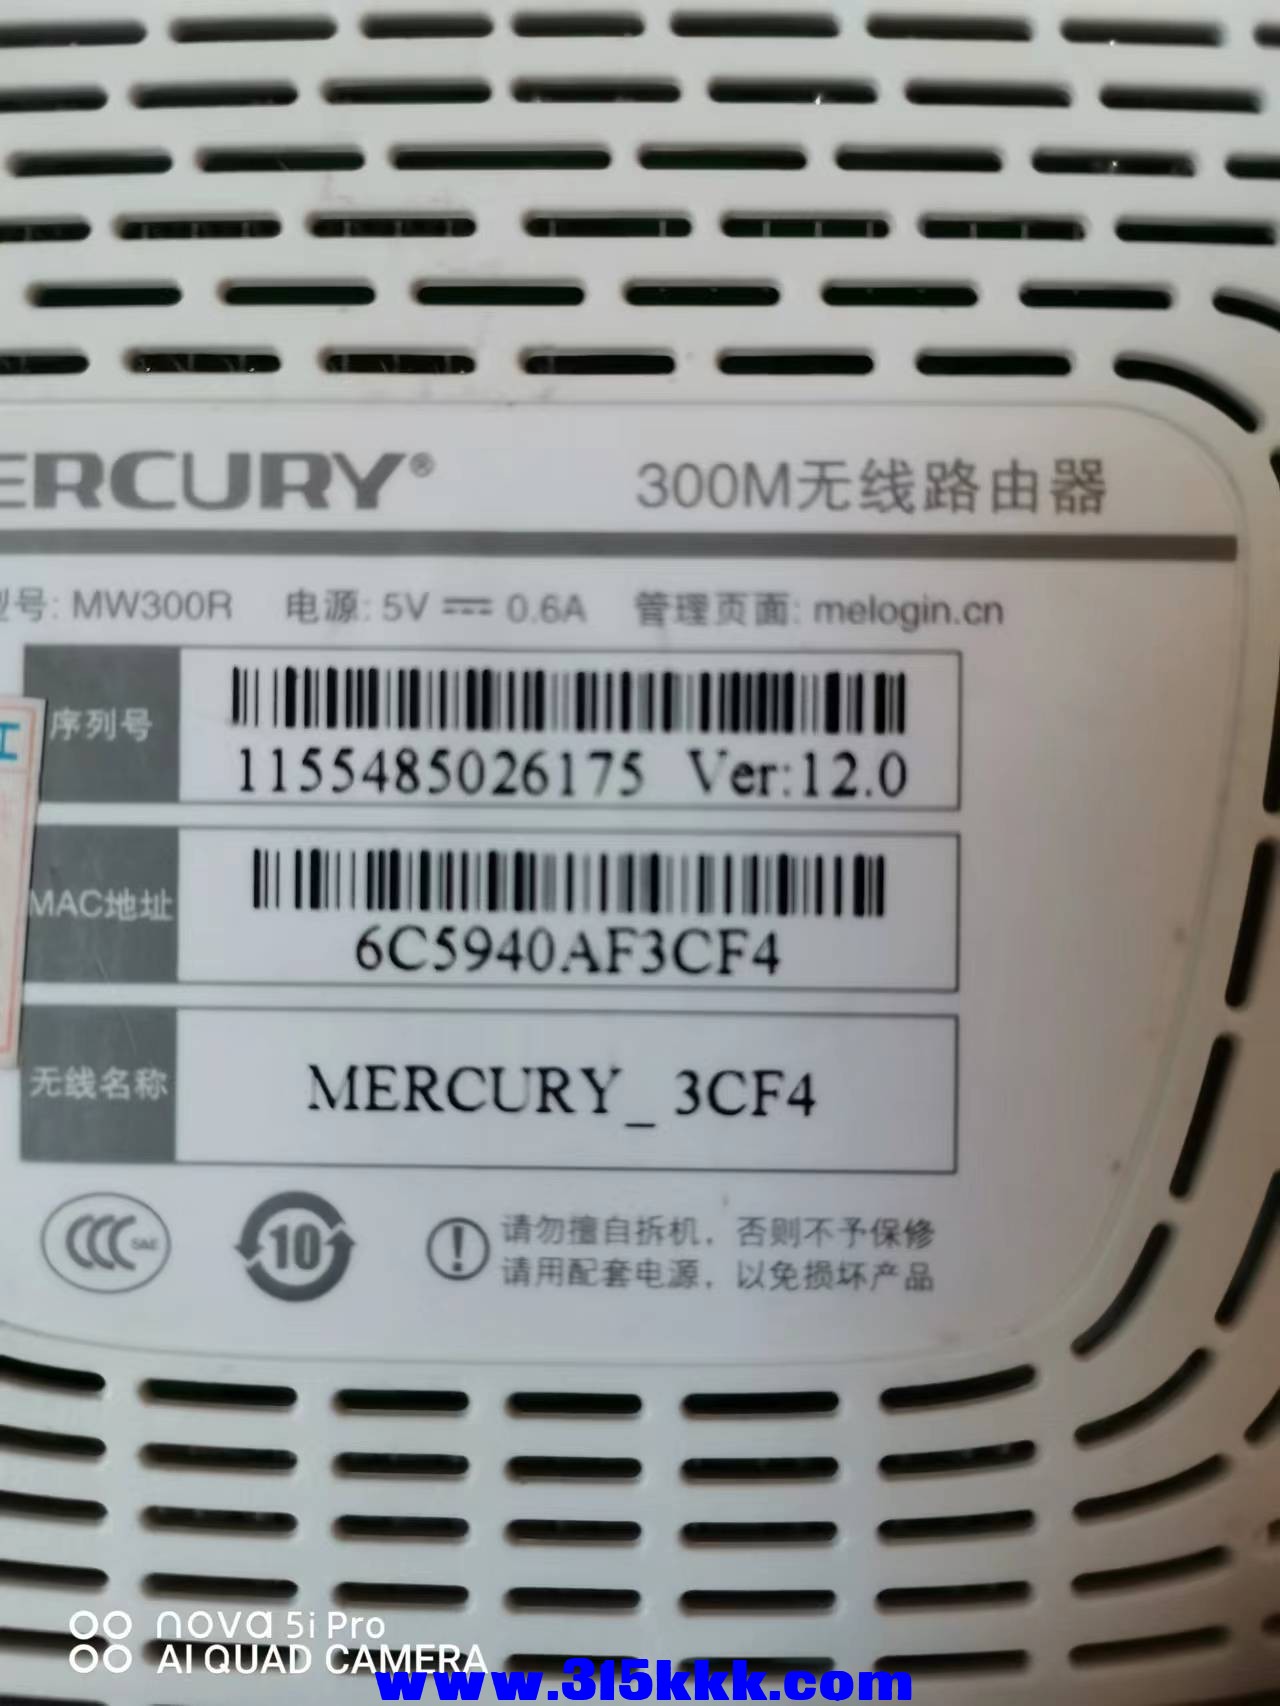 ERCURY®
300M无线路由器
型号: MW300R 电源: 5V 0.6A 管理页面: melogin.cn
序列号
1155485026175 Ver:12.0
MAC地址
6C5940AF3CF4
无线名称
MERCURY_ 3CF4
10
请勿擅自拆机，否则不予保修
请用配套电源，以免损坏产品
nova 5i Pro
AI QUAD CAMERA
www.315kkk.com